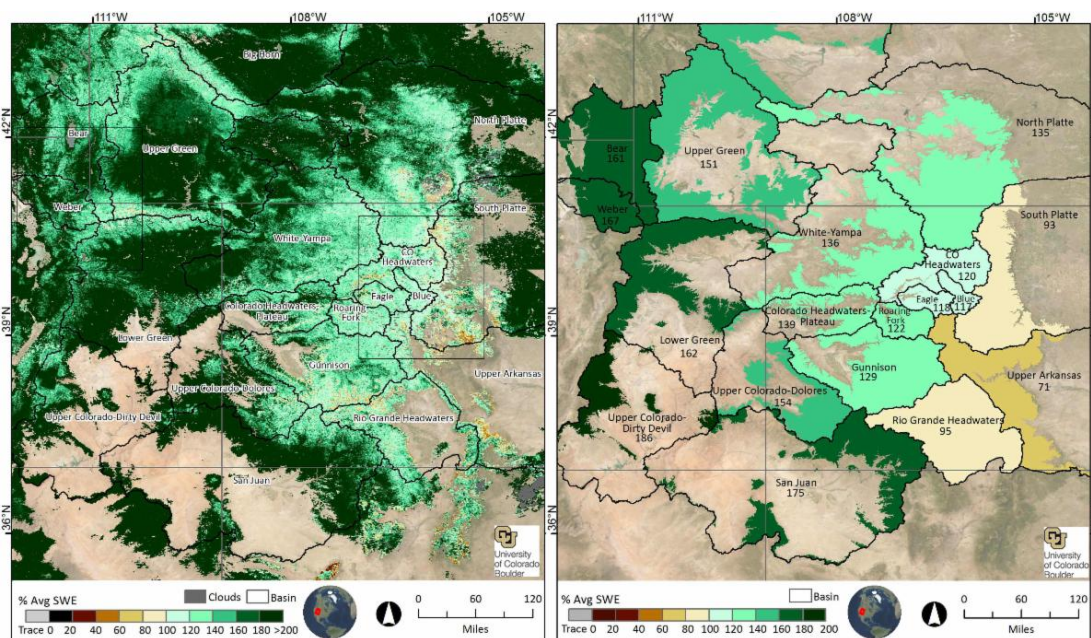 111°W 108°W 105°W
42°N
39°N
36°N
Big Horn
Bear
Upper Green
North Platte
Weber
South Platte
White-Yampa
CO
Headwaters
Eagle
Blue
Colorado Headwaters-
Plateau
Roaring
Fork
Lower Green
Gunnison
Upper Arkansas
Upper Colorado-Dolores
Upper Colorado-Dirty Devil
Rio Grande Headwaters
San Juan
CU
University
of Colorado
Boulder
% Avg SWE
Clouds
Basin
Trace 0 20 40 60 80 100 120 140 160 180 >200
0 60 120
Miles
111°W 108°W 105°W
42°N
39°N
36°N
North Platte
135
Upper Green
151
Bear
161
Weber
167
South Platte
93
White-Yampa
136
CO
Headwaters
120
Eagle
118
Blue
117
Colorado Headwaters-
139 Plateau
Roaring
Fork
122
Lower Green
162
Gunnison
129
Upper Arkansas
71
Upper Colorado-Dolores
154
Rio Grande Headwaters
95
Upper Colorado-
Dirty Devil
186
San Juan
175
CU
University
of Colorado
Boulder
% Avg SWE
Basin
Trace 0 20 40 60 80 100 120 140 160 180 200
0 60 120
Miles